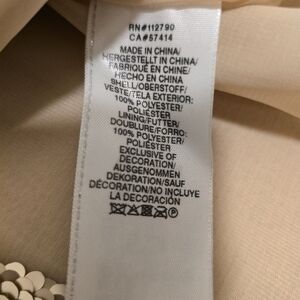 RN#112790
CA#57414
MADE IN CHINA/
HERGESTELLT IN CHINA/
FABRIQUÉ EN CHINE/
HECHO EN CHINA
SHELL/OBERSTOFF/
VESTE/TELA EXTERIOR:
100% POLYESTER/
POLIÉSTER
LINING/FUTTER/
DOUBLURE/FORRO:
100% POLYESTER/
POLIÉSTER
EXCLUSIVE OF
DECORATION/
AUSGENOMMEN
DEKORATION/SAUF
DÉCORATION/NO INCLUYE
LA DECORACIÓN
P